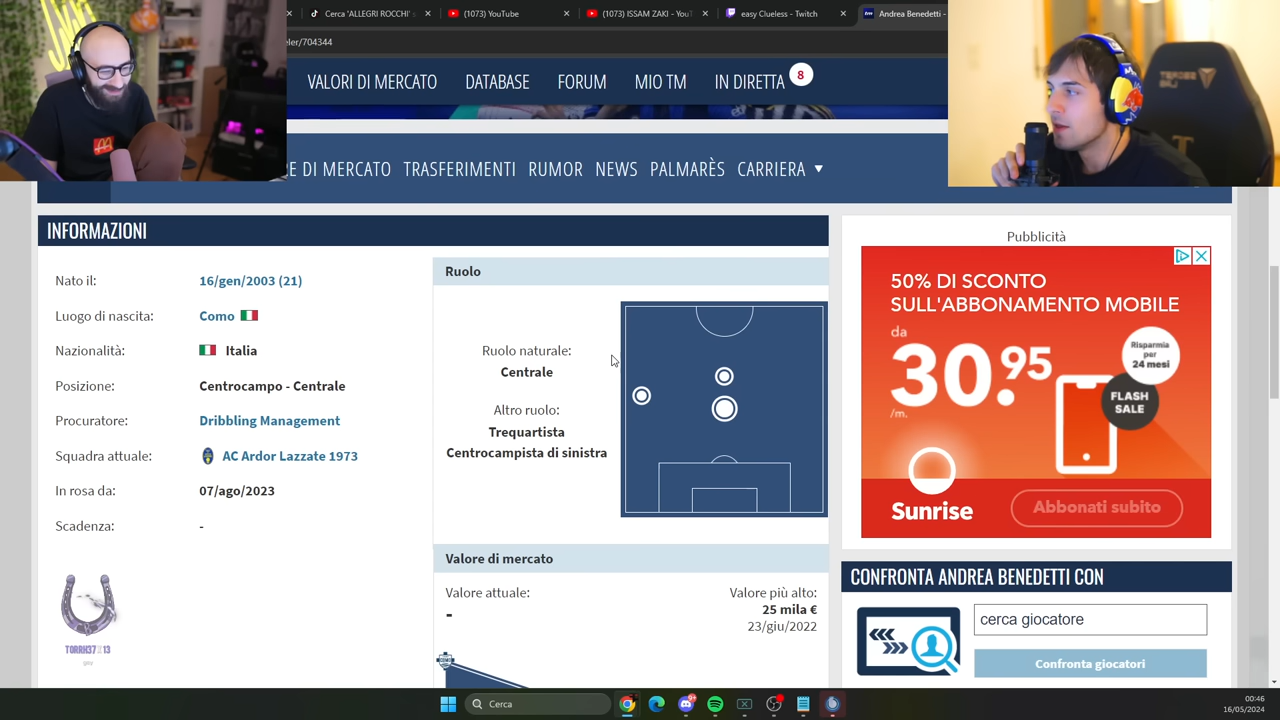 Cerca 'ALLEGRI ROCCHI' s
(1073) YouTube
(1073) ISSAM ZAKI - YouT
easy Clueless - Twitch
Andrea Benedetti -
eler/704344
VALORI DI MERCATO DATABASE FORUM MIO TM IN DIRETTA 8
E DI MERCATO TRASFERIMENTI RUMOR NEWS PALMARÈS CARRIERA
INFORMAZIONI
Nato il: 16/gen/2003 (21)
Luogo di nascita: Como
Nazionalità: Italia
Posizione: Centrocampo - Centrale
Procuratore: Dribbling Management
Squadra attuale: AC Ardor Lazzate 1973
In rosa da: 07/ago/2023
Scadenza: -
TORRH37 13
Ruolo
Ruolo naturale:
Centrale
Altro ruolo:
Trequartista
Centrocampista di sinistra
Valore di mercato
Valore attuale:
-
Valore più alto:
25 mila €
23/giu/2022
Pubblicità
50% DI SCONTO
SULL'ABBONAMENTO MOBILE
da
30.95
/m.
Risparmia
per
24 mesi
FLASH
SALE
Sunrise
Abbonati subito
CONFRONTA ANDREA BENEDETTI CON
cerca giocatore
Confronta giocatori
Cerca
00:46
16/05/2024